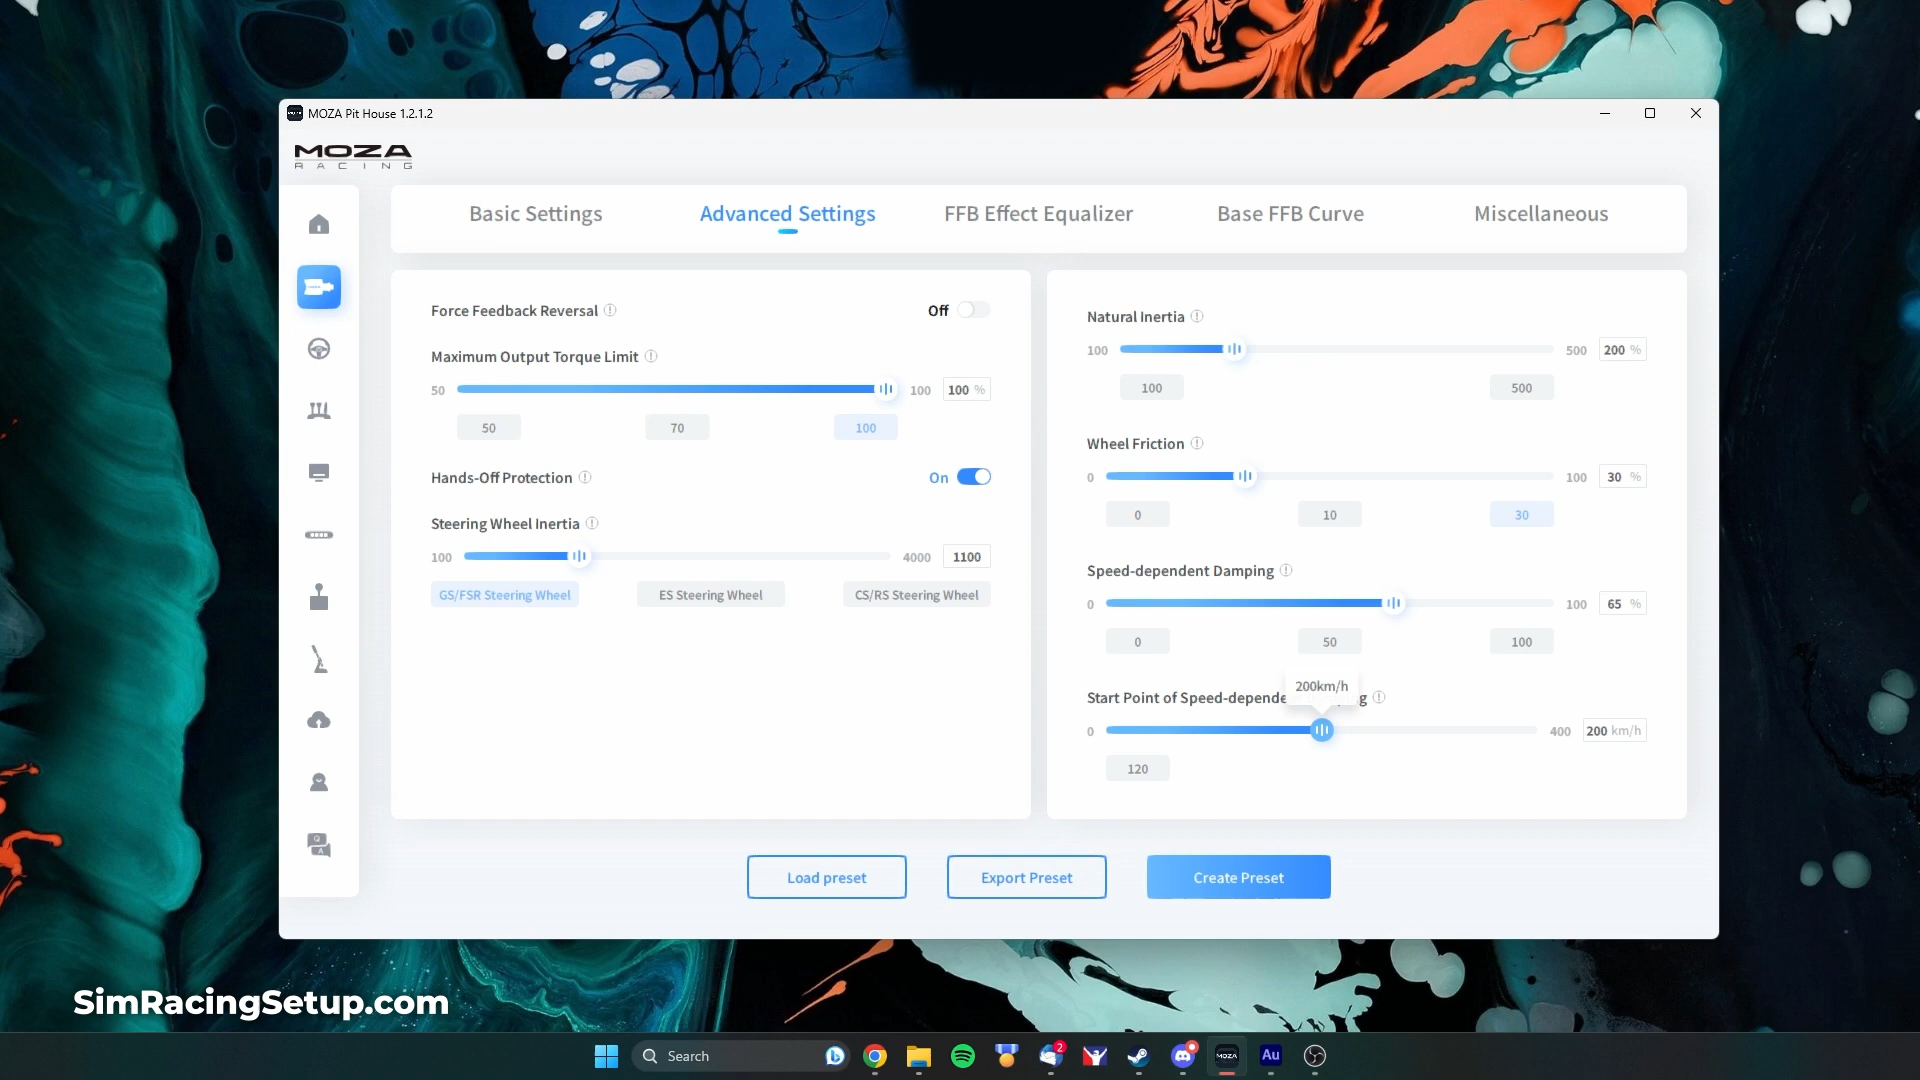 MOZA Pit House 1.2.1.2
MOZA
RACING
Basic Settings
Advanced Settings
FFB Effect Equalizer
Base FFB Curve
Miscellaneous
Force Feedback Reversal
Off
Maximum Output Torque Limit
50
100
100 %
50
70
100
Hands-Off Protection
On
Steering Wheel Inertia
100
4000
1100
GS/FSR Steering Wheel
ES Steering Wheel
CS/RS Steering Wheel
Natural Inertia
100
500
200 %
100
500
Wheel Friction
0
100
30 %
0
10
30
Speed-dependent Damping
0
100
65 %
0
50
100
200km/h
Start Point of Speed-depende g
0
400
200 km/h
120
Q
A
Load preset
Export Preset
Create Preset
SimRacingSetup.com
Search
2
MOZA
Au